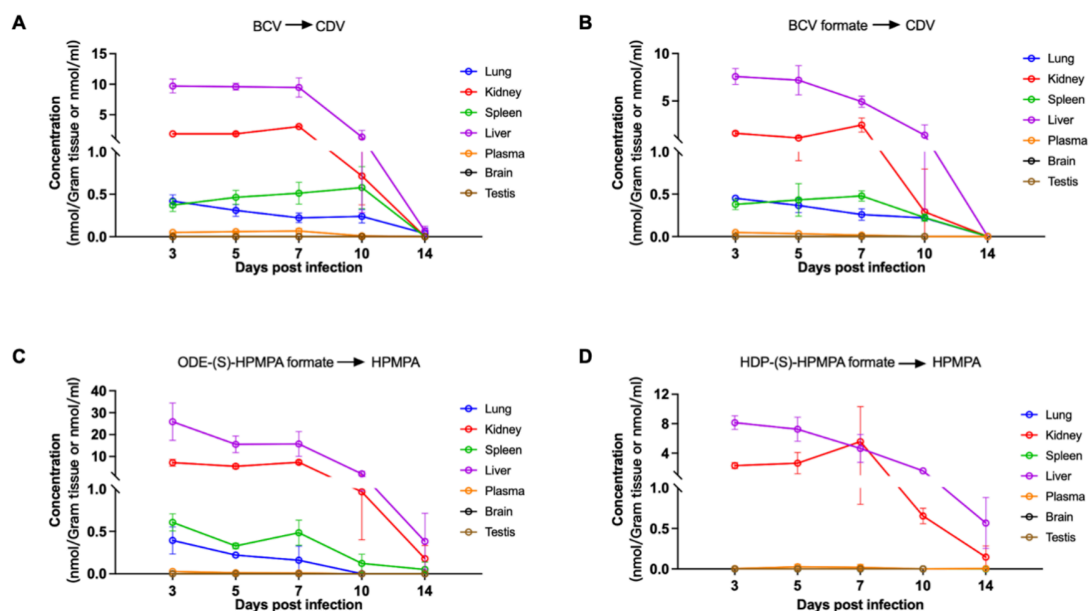 A
BCV → CDV
Concentration
(nmol/Gram tissue or nmol/ml)
15
10
5
1.0
0.5
0.0
3 5 7 10 14
Days post infection
Lung
Kidney
Spleen
Liver
Plasma
Brain
Testis
B
BCV formate → CDV
Concentration
(nmol/Gram tissue or nmol/ml)
10
5
1.0
0.5
0.0
3 5 7 10 14
Days post infection
Lung
Kidney
Spleen
Liver
Plasma
Brain
Testis
C
ODE-(S)-HPMPA formate → HPMPA
Concentration
(nmol/Gram tissue or nmol/ml)
40
30
20
10
1.0
0.5
0.0
3 5 7 10 14
Days post infection
Lung
Kidney
Spleen
Liver
Plasma
Brain
Testis
D
HDP-(S)-HPMPA formate → HPMPA
Concentration
(nmol/Gram tissue or nmol/ml)
12
8
4
1.0
0.5
0.0
3 5 7 10 14
Days post infection
Lung
Kidney
Spleen
Liver
Plasma
Brain
Testis